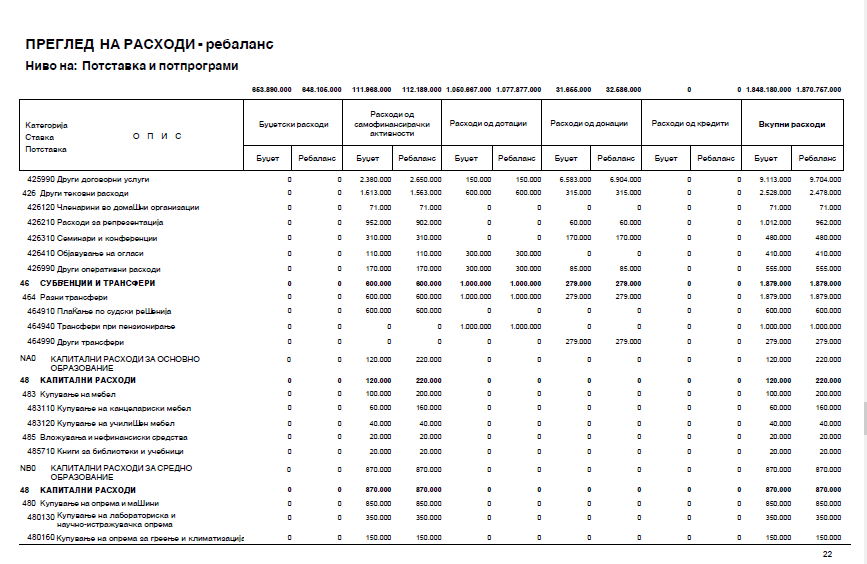 ПРЕГЛЕД НА РАСХОДИ - ребаланс
Ниво на: Потставка и потпрограми
653.890.000 648.105.000 111.968.000 112.189.000 1.050.667.000 1.077.877.000 31.655.000 32.586.000 0 0 1.848.180.000 1.870.757.000
Категорија
Ставка
Потставка
О П И С
Буџетски расходи
Расходи од самофинансирачки активности
Расходи од дотации
Расходи од донации
Расходи од кредити
Вкупни расходи
Буџет Ребаланс Буџет Ребаланс Буџет Ребаланс Буџет Ребаланс Буџет Ребаланс Буџет Ребаланс
425990 Други договорни услуги 0 0 2.380.000 2.650.000 150.000 150.000 6.583.000 6.904.000 0 0 9.113.000 9.704.000
426 Други тековни расходи 0 0 1.613.000 1.563.000 600.000 600.000 315.000 315.000 0 0 2.528.000 2.478.000
426120 Членарини во домаШни организации 0 0 71.000 71.000 0 0 0 0 0 0 71.000 71.000
426210 Расходи за репрезентација 0 0 952.000 902.000 0 0 60.000 60.000 0 0 1.012.000 962.000
426310 Семинари и конференции 0 0 310.000 310.000 0 0 170.000 170.000 0 0 480.000 480.000
426410 Објавување на огласи 0 0 110.000 110.000 300.000 300.000 0 0 0 0 410.000 410.000
426990 Други оперативни расходи 0 0 170.000 170.000 300.000 300.000 85.000 85.000 0 0 555.000 555.000
46 СУБВЕНЦИИ И ТРАНСФЕРИ 0 0 600.000 600.000 1.000.000 1.000.000 279.000 279.000 0 0 1.879.000 1.879.000
464 Разни трансфери 0 0 600.000 600.000 1.000.000 1.000.000 279.000 279.000 0 0 1.879.000 1.879.000
464910 ПлаЌање по судски реШенија 0 0 600.000 600.000 0 0 0 0 0 0 600.000 600.000
464940 Трансфери при пензионирање 0 0 0 0 1.000.000 1.000.000 0 0 0 0 1.000.000 1.000.000
464990 Други трансфери 0 0 0 0 0 0 279.000 279.000 0 0 279.000 279.000
NA0 КАПИТАЛНИ РАСХОДИ ЗА ОСНОВНО 0 0 120.000 220.000 0 0 0 0 0 0 120.000 220.000
ОБРАЗОВАНИЕ
48 КАПИТАЛНИ РАСХОДИ 0 0 120.000 220.000 0 0 0 0 0 0 120.000 220.000
483 Купување на мебел 0 0 100.000 200.000 0 0 0 0 0 0 100.000 200.000
483110 Купување на канцелариски мебел 0 0 60.000 160.000 0 0 0 0 0 0 60.000 160.000
483120 Купување на училиШен мебел 0 0 40.000 40.000 0 0 0 0 0 0 40.000 40.000
485 Вложувања и нефинансиски средства 0 0 20.000 20.000 0 0 0 0 0 0 20.000 20.000
485710 Книги за библиотеки и учебници 0 0 20.000 20.000 0 0 0 0 0 0 20.000 20.000
NB0 КАПИТАЛНИ РАСХОДИ ЗА СРЕДНО 0 0 870.000 870.000 0 0 0 0 0 0 870.000 870.000
ОБРАЗОВАНИЕ
48 КАПИТАЛНИ РАСХОДИ 0 0 870.000 870.000 0 0 0 0 0 0 870.000 870.000
480 Купување на опрема и маШини 0 0 850.000 850.000 0 0 0 0 0 0 850.000 850.000
480130 Купување на лабораториска и 0 0 350.000 350.000 0 0 0 0 0 0 350.000 350.000
научно-истражувачка опрема
480160 Купување на опрема за греење и климатизација 0 0 150.000 150.000 0 0 0 0 0 0 150.000 150.000
22